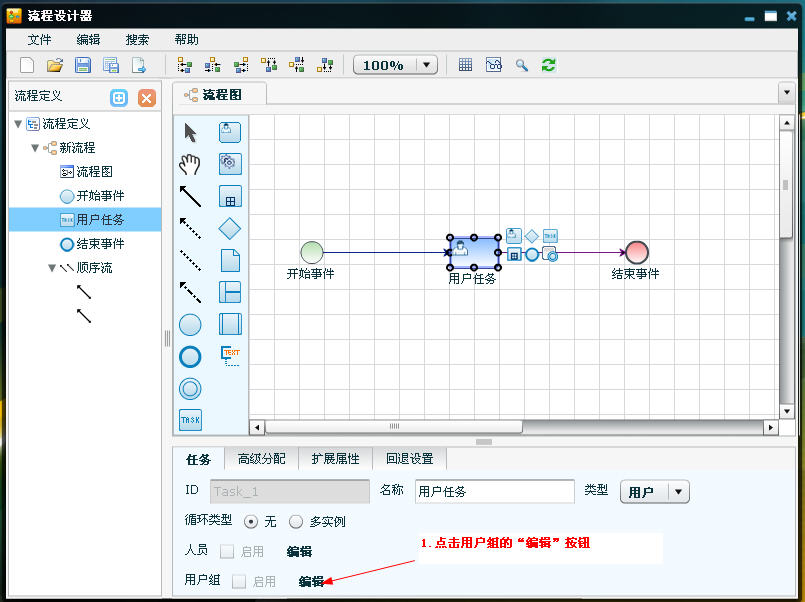 流程设计器
文件 编辑 搜索 帮助
100%
流程定义
流程图
流程定义
新流程
流程图
开始事件
用户任务
结束事件
顺序流
TASK
TEXT
开始事件
用户任务
结束事件
任务 高级分配 扩展属性 回退设置
ID Task_1 名称 用户任务 类型 用户
循环类型 无 多实例
人员 启用 编辑
1.点击用户组的“编辑”按钮
用户组 启用 编辑